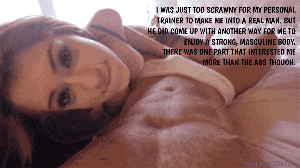 I WAS JUST TOO SCRAWNY FOR MY PERSONAL
TRAINER TO MAKE ME INTO A REAL MAN. BUT
HE DID COME UP WITH ANOTHER WAY FOR ME TO
ENJOY A STRONG, MASCULINE BODY.
THERE WAS ONE PART THAT INTERESTED ME
MORE THAN THE ABS THOUGH.